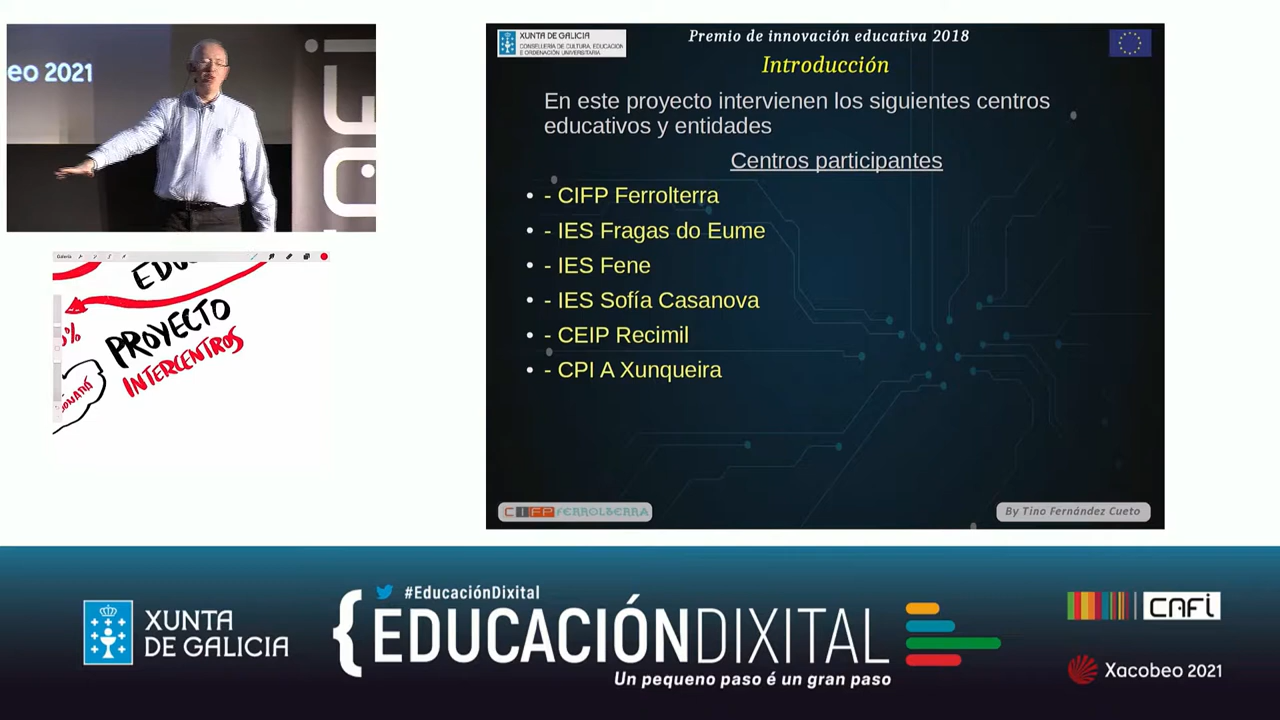 beo 2021
XUNTA DE GALICIA
CONSELLERÍA DE CULTURA, EDUCACIÓN
E ORDENACIÓN UNIVERSITARIA
Premio de innovación educativa 2018
Introducción
En este proyecto intervienen los siguientes centros
educativos y entidades
Centros participantes
• - CIFP Ferrolterra
• - IES Fragas do Eume
• - IES Fene
• - IES Sofía Casanova
• - CEIP Recimil
• - CPI A Xunqueira
CIFP FERROLTERRA
By Tino Fernández Cueto
Galería
%
PROYECTO
INTERCENTROS
XUNTA
DE GALICIA
#EducaciónDixital
{EDUCACIÓNDIXITAL
Un pequeno paso é un gran paso
CAFi
Xacobeo 2021